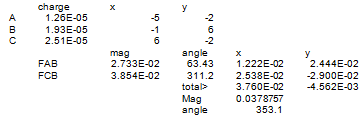 charge x y
A 1.26E-05 -5 -2
B 1.93E-05 -1 6
C 2.51E-05 6 -2
mag angle x y
FAB 2.733E-02 63.43 1.222E-02 2.444E-02
FCB 3.854E-02 311.2 2.538E-02 -2.900E-02
total> 3.760E-02 -4.562E-03
Mag 0.0378757
angle 353.1